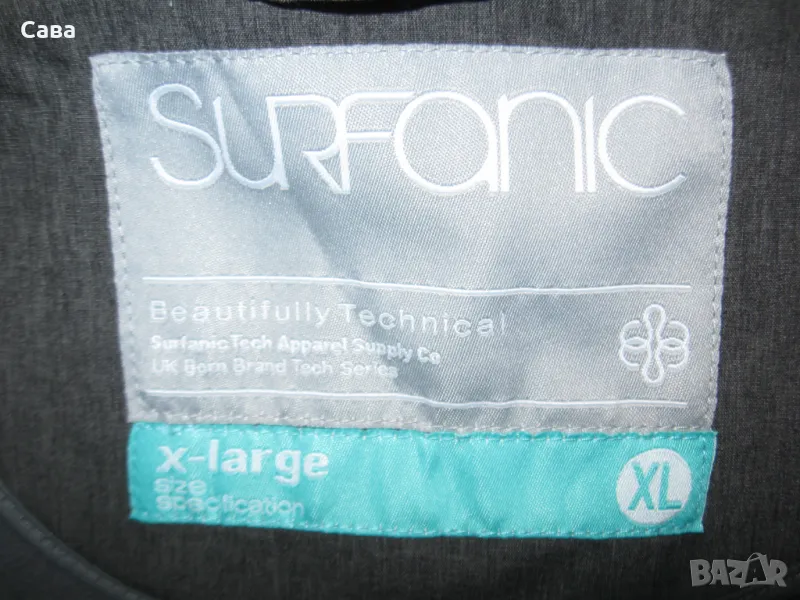 Сава
SURFANIC
Beautifully Technical
Surfanic Tech Apparel Supply Co
UK Born Brand Tech Series
x-large
size
specification
XL
BAZAR